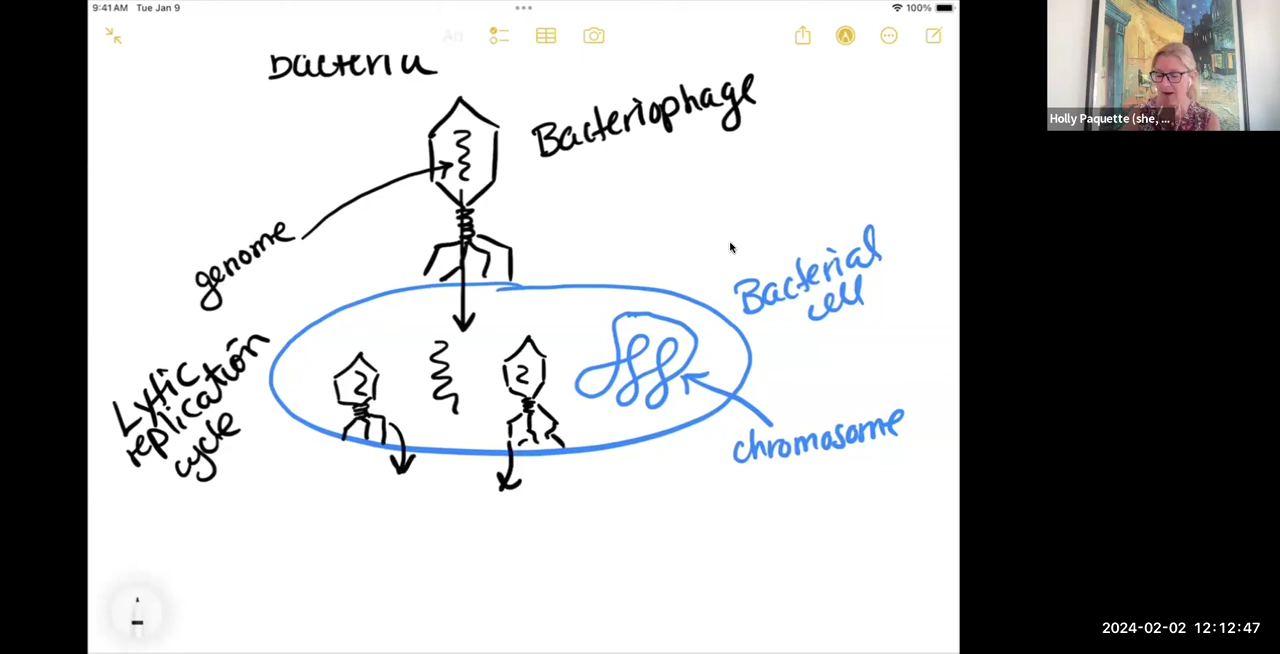 9:41 AM Tue Jan 9
100%
bacteria
Bacteriophage
genome
Bacterial
cell
Lytic
replication
cycle
chromosome
Holly Paquette (she, ...
2024-02-02 12:12:47